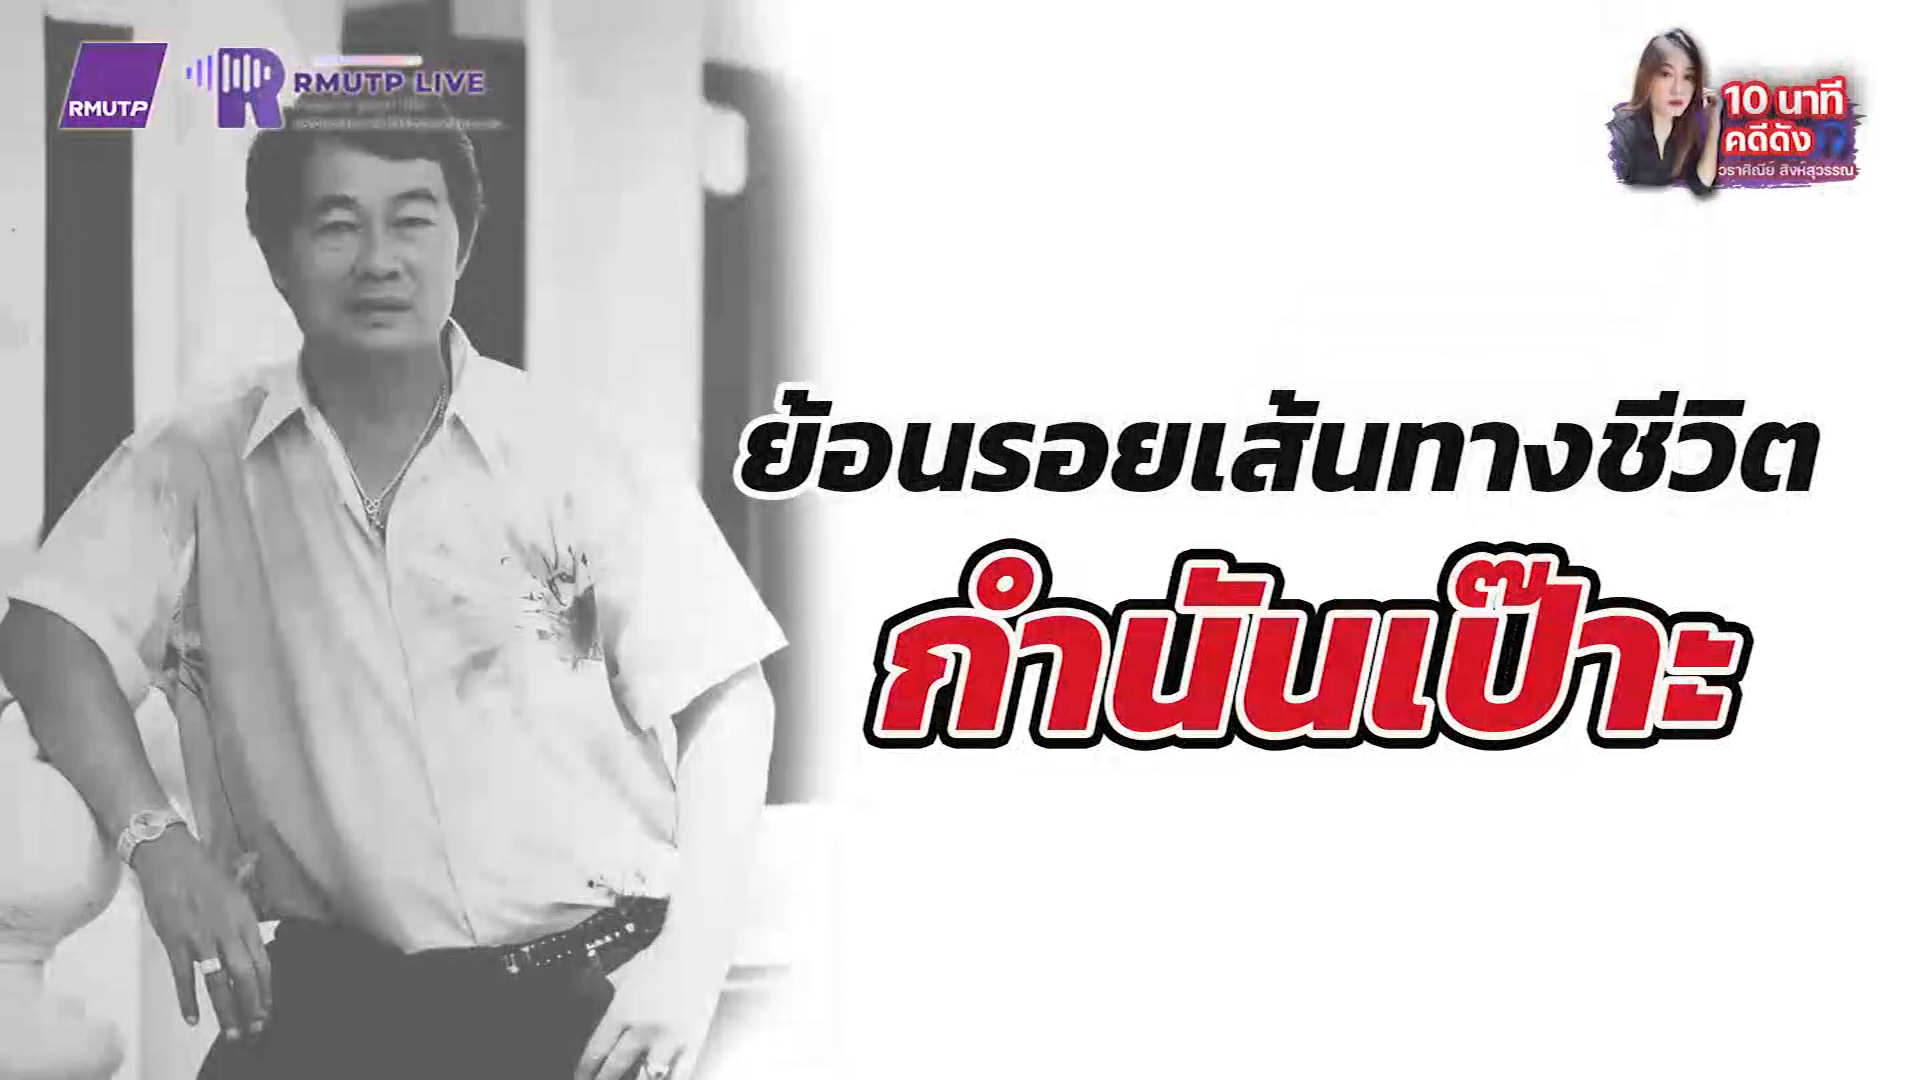 RMUTP
RMUTP LIVE
10 นาที
คดีดัง
วราศิณีย์ สิงห์สุวรรณ
ย้อนรอยเส้นทางชีวิต
กำนันเป๊าะ